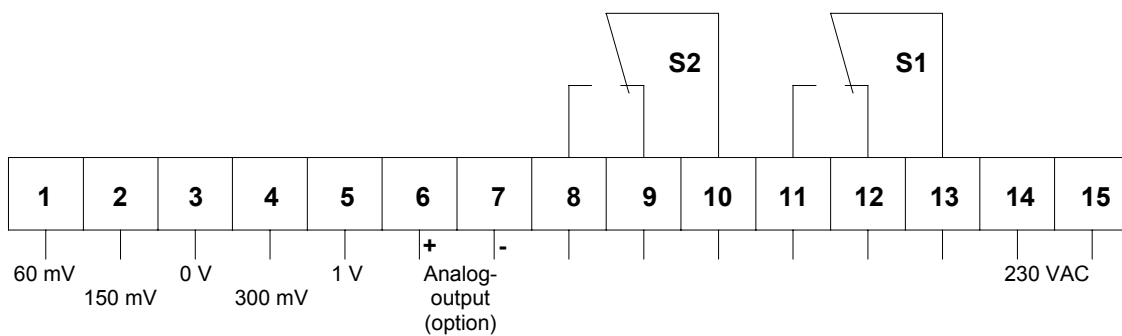 S2 S1
1 2 3 4 5 6 7 8 9 10 11 12 13 14 15
+ -
60 mV 0 V 1 V Analog- 230 VAC
150 mV 300 mV output
(option)